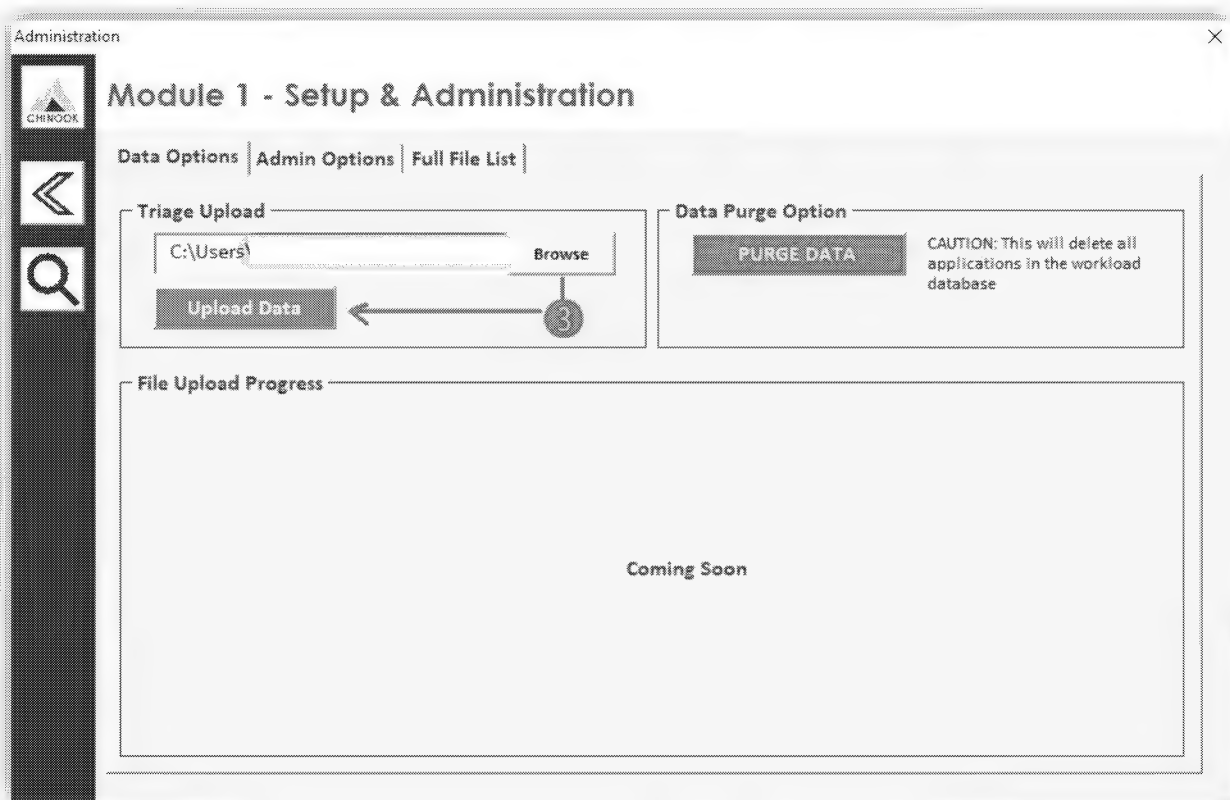 Administration
CHINOOK
Module 1 - Setup & Administration
Data Options Admin Options Full File List
Triage Upload
C:\Users\
Browse
Upload Data
3
Data Purge Option
PURGE DATA
CAUTION: This will delete all
applications in the workload
database
File Upload Progress
Coming Soon